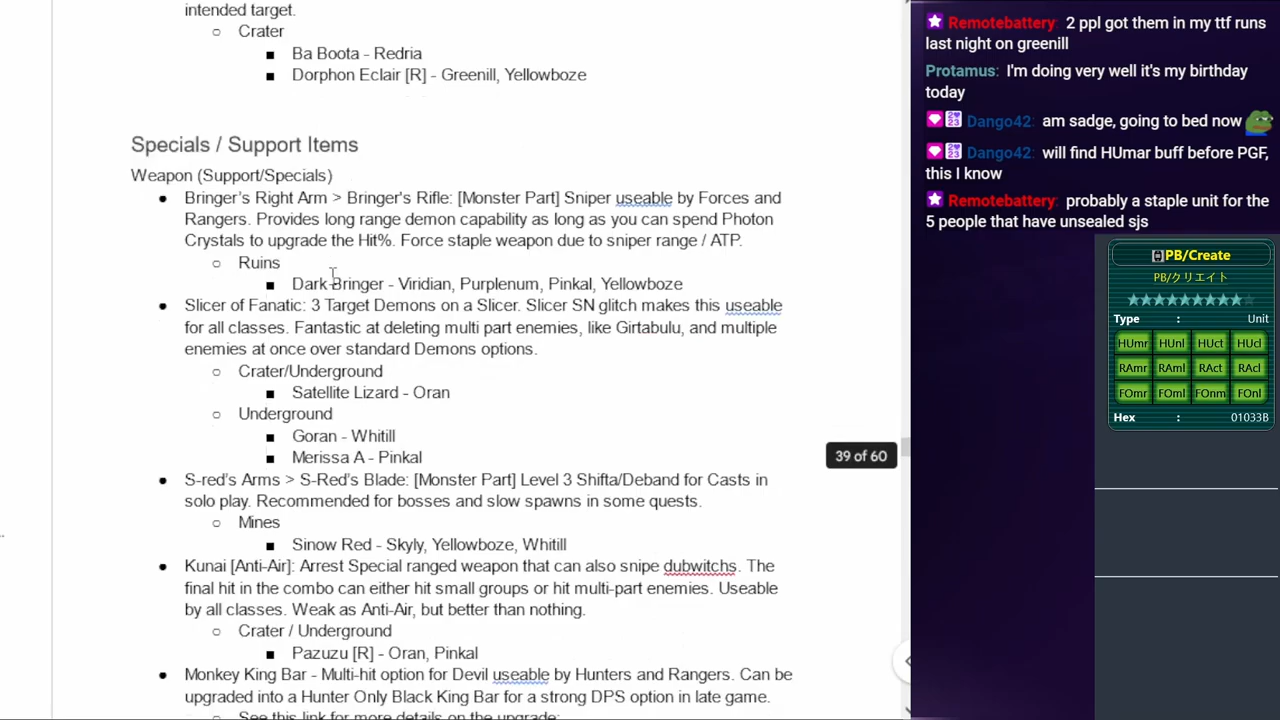 intended target.
Crater
Ba Boota - Redria
Dorphon Eclair [R] - Greenill, Yellowboze
Specials / Support Items
Weapon (Support/Specials)
Bringer's Right Arm > Bringer's Rifle: [Monster Part] Sniper useable by Forces and
Rangers. Provides long range demon capability as long as you can spend Photon
Crystals to upgrade the Hit%. Force staple weapon due to sniper range / ATP.
Ruins
Dark Bringer - Viridian, Purplenum, Pinkal, Yellowboze
Slicer of Fanatic: 3 Target Demons on a Slicer. Slicer SN glitch makes this useable
for all classes. Fantastic at deleting multi part enemies, like Girtabulu, and multiple
enemies at once over standard Demons options.
Crater/Underground
Satellite Lizard - Oran
Underground
Goran - Whitill
Merissa A - Pinkal
S-red's Arms > S-Red's Blade: [Monster Part] Level 3 Shifta/Deband for Casts in
solo play. Recommended for bosses and slow spawns in some quests.
Mines
Sinow Red - Skyly, Yellowboze, Whitill
Kunai [Anti-Air]: Arrest Special ranged weapon that can also snipe dubwitchs. The
final hit in the combo can either hit small groups or hit multi-part enemies. Useable
by all classes. Weak as Anti-Air, but better than nothing.
Crater / Underground
Pazuzu [R] - Oran, Pinkal
Monkey King Bar - Multi-hit option for Devil useable by Hunters and Rangers. Can be
upgraded into a Hunter Only Black King Bar for a strong DPS option in late game.
See this link for more details on the upgrade:
39 of 60
Remotebattery: 2 ppl got them in my ttf runs
last night on greenill
Protamus: I'm doing very well it's my birthday
today
Dango42: am sadge, going to bed now
Dango42: will find HUmar buff before PGF,
this I know
Remotebattery: probably a staple unit for the
5 people that have unsealed sjs
PB/Create
PB/クリエイト
★★★★★★★★★★★★
Type : Unit
HUmr HUnl HUct HUcl
RAmr RAml RAct RAcl
FOmr FOml FOnm FOnl
Hex : 01033B